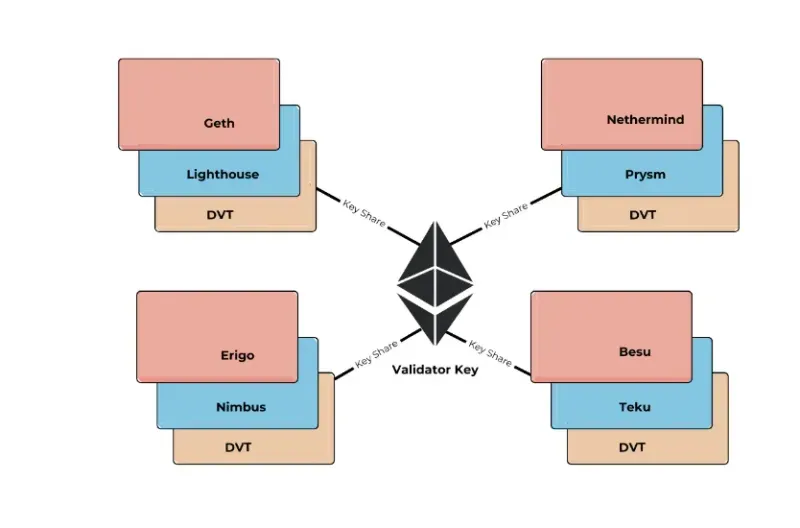 Geth
Lighthouse
DVT
Key Share
Nethermind
Prysm
DVT
Key Share
Validator Key
Erigo
Nimbus
DVT
Key Share
Besu
Teku
DVT
Key Share